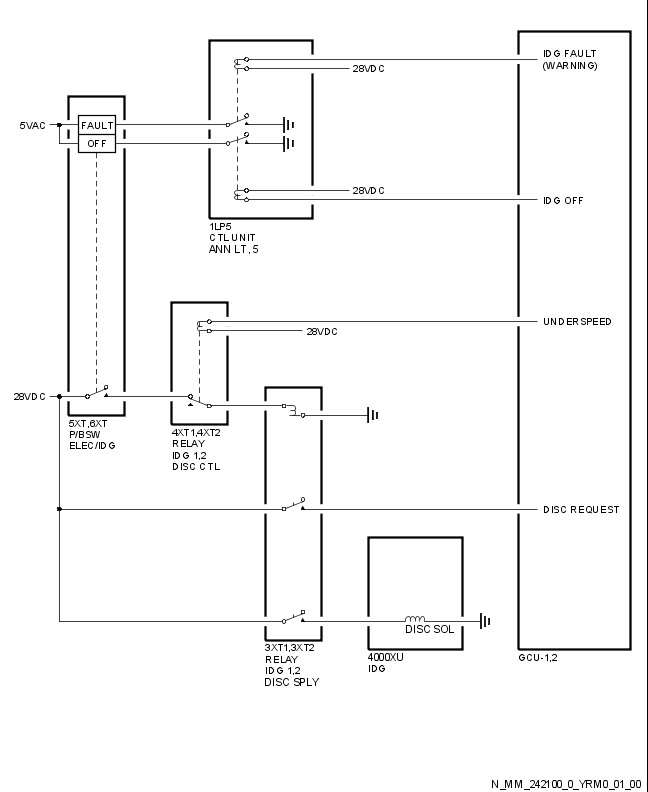 IDG FAULT
(WARNING)
28VDC
5VAC
FAULT
OFF
28VDC
IDG OFF
1LP5
CTL UNIT
ANN LT, 5
UNDERSPEED
28VDC
28VDC
5XT,6XT
P/BSW
ELEC/IDG
4XT1,4XT2
RELAY
IDG 1,2
DISC CTL
DISC REQUEST
DISC SOL
3XT1,3XT2
RELAY
IDG 1,2
DISC SPLY
4000XU
IDG
GCU-1,2
N_MM_242100_0_YRM0_01_00